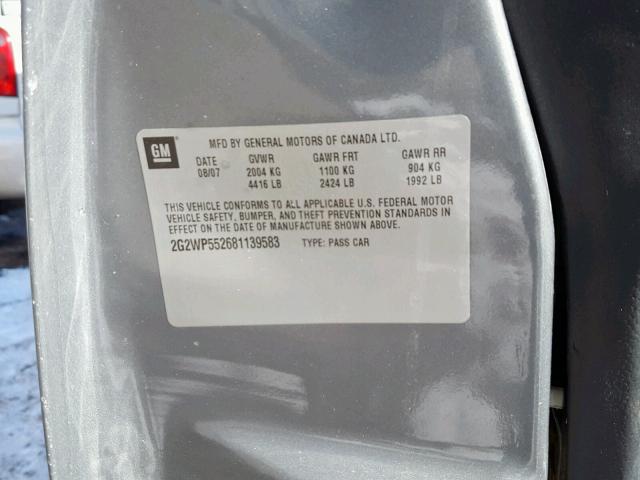 GM
MFD BY GENERAL MOTORS OF CANADA LTD.
DATE GVWR GAWR FRT GAWR RR
08/07 2004 KG 1100 KG 904 KG
4416 LB 2424 LB 1992 LB
THIS VEHICLE CONFORMS TO ALL APPLICABLE U.S. FEDERAL MOTOR
VEHICLE SAFETY, BUMPER, AND THEFT PREVENTION STANDARDS IN
EFFECT ON THE DATE OF MANUFACTURE SHOWN ABOVE.
2G2WP552681139583 TYPE: PASS CAR